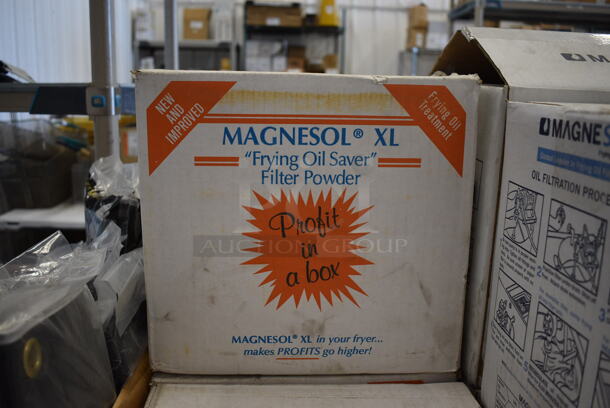 NEW
AND
IMPROVED
Frying Oil
Treatment
MAGNESOL® XL
"Frying Oil Saver"
Filter Powder
Profit
in
a box
AUCTION GROUP
MAGNESOL® XL in your fryer...
makes PROFITS go higher!
MAGNES
OIL FILTRATION PROCE